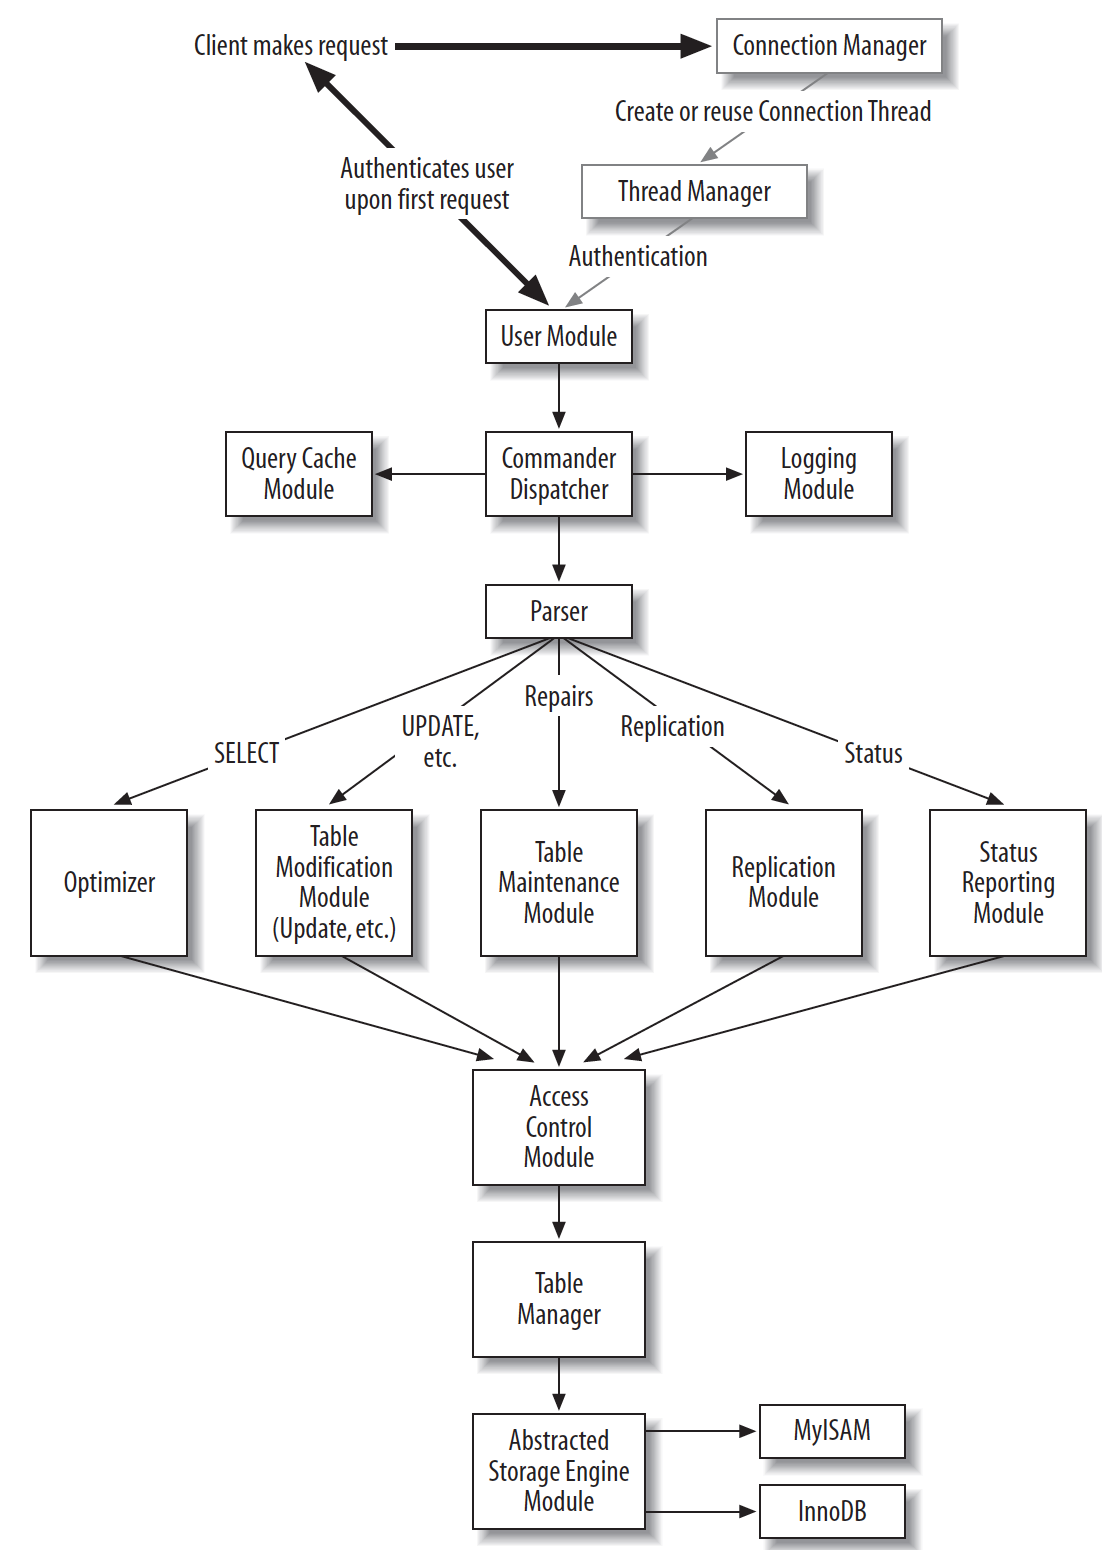 Client makes request
Connection Manager
Create or reuse Connection Thread
Authenticates user
upon first request
Thread Manager
Authentication
User Module
Query Cache
Module
Commander
Dispatcher
Logging
Module
Parser
SELECT
UPDATE,
etc.
Repairs
Replication
Status
Optimizer
Table
Modification
Module
(Update, etc.)
Table
Maintenance
Module
Replication
Module
Status
Reporting
Module
Access
Control
Module
Table
Manager
Abstracted
Storage Engine
Module
MyISAM
InnoDB